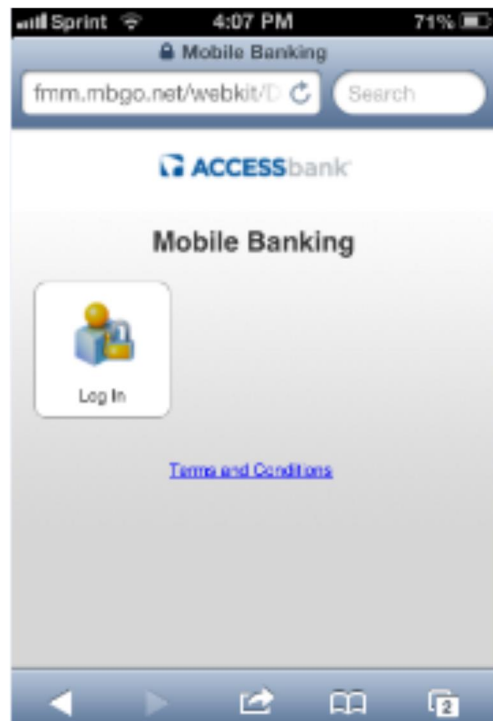 Sprint 4:07 PM 71%
Mobile Banking
fmm.mbgo.net/webkit/D Search
ACCESSbank
Mobile Banking
Log In
Terms and Conditions
2